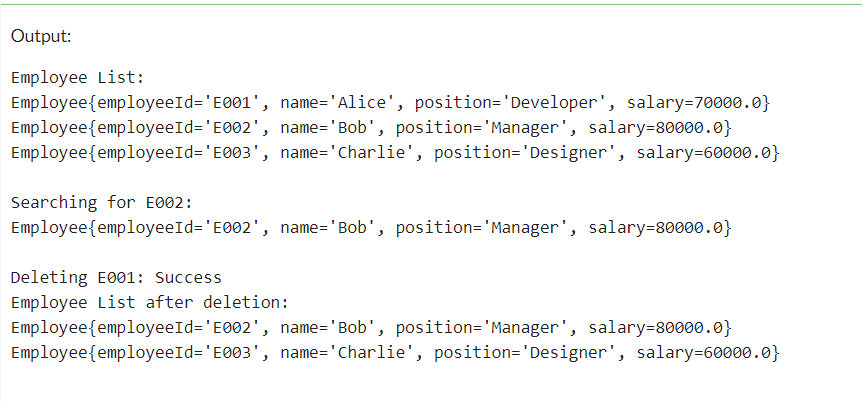 Output:
Employee List:
Employee{employeeId='E001', name='Alice', position='Developer', salary=70000.0}
Employee{employeeId='E002', name='Bob', position='Manager', salary=80000.0}
Employee{employeeId='E003', name='Charlie', position='Designer', salary=60000.0}
Searching for E002:
Employee{employeeId='E002', name='Bob', position='Manager', salary=80000.0}
Deleting E001: Success
Employee List after deletion:
Employee{employeeId='E002', name='Bob', position='Manager', salary=80000.0}
Employee{employeeId='E003', name='Charlie', position='Designer', salary=60000.0}